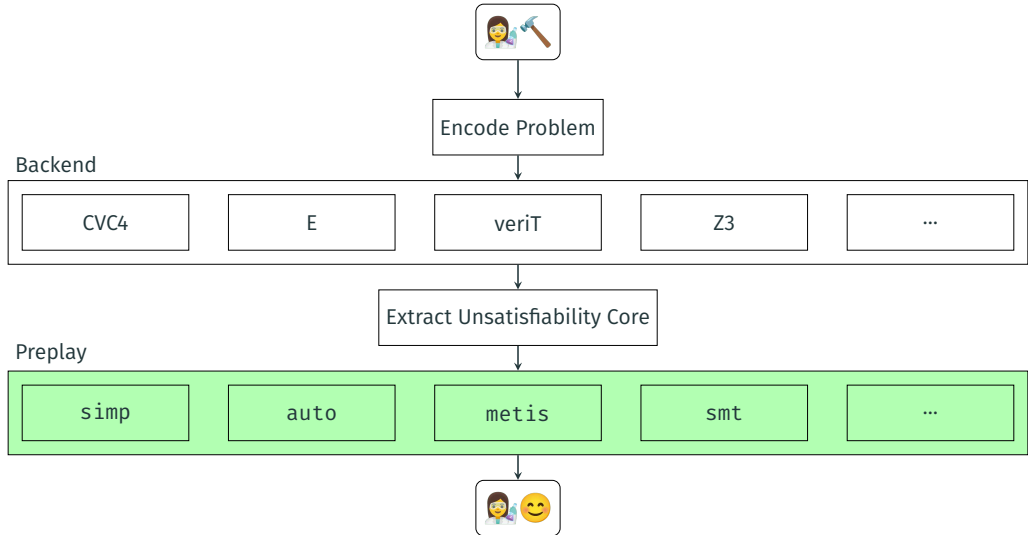 Encode Problem
Backend
CVC4
E
veriT
Z3
...
Extract Unsatisfiability Core
Preplay
simp
auto
metis
smt
...